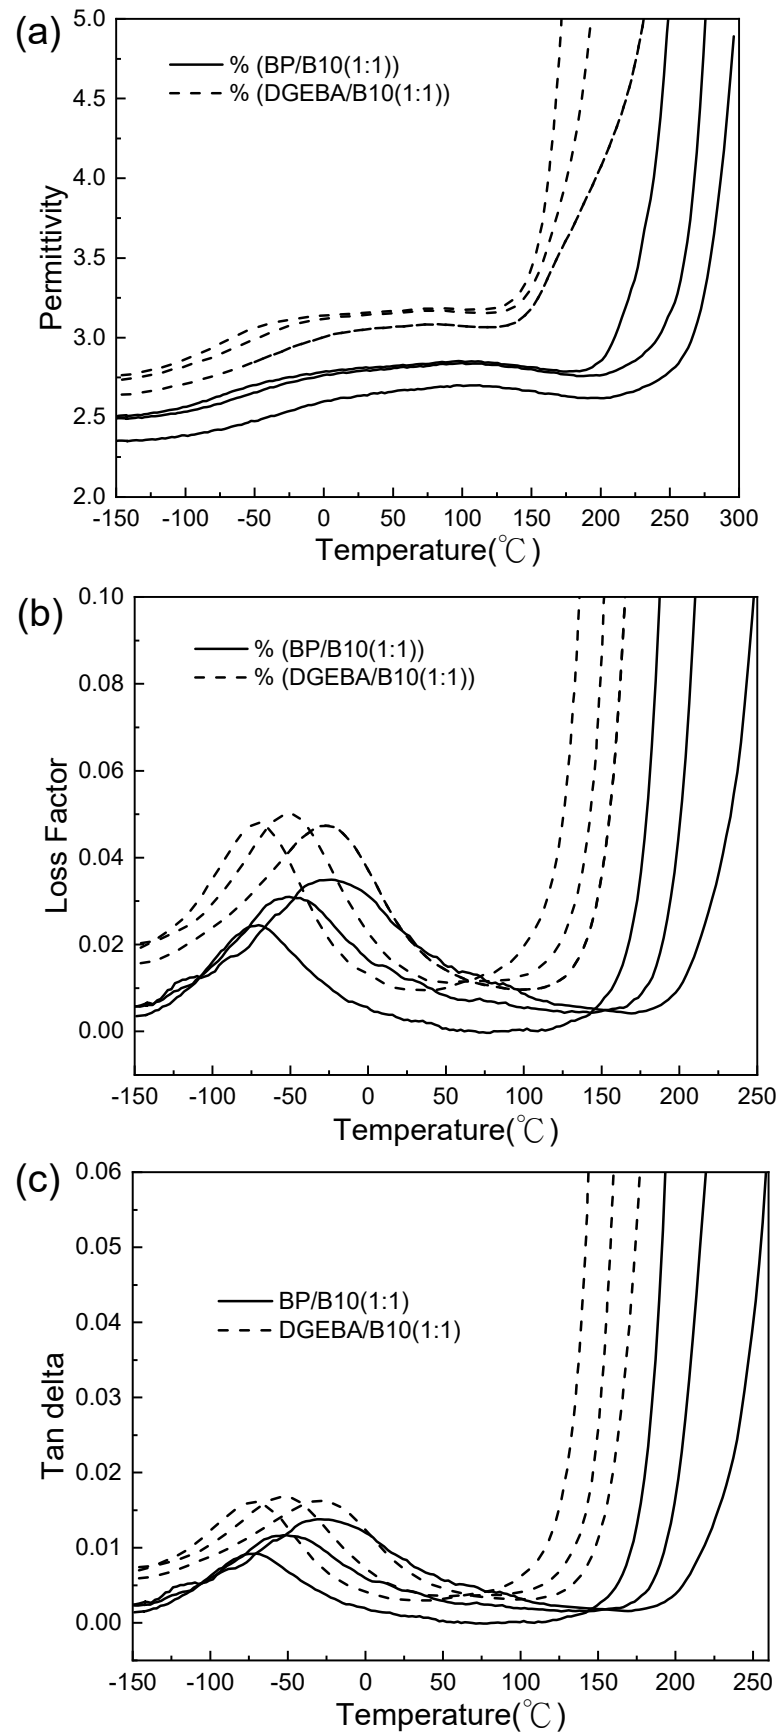 (a)
5.0
4.5
4.0
3.5
3.0
2.5
2.0
Permittivity
% (BP/B10(1:1))
% (DGEBA/B10(1:1))
-150 -100 -50 0 50 100 150 200 250 300
Temperature(℃)
(b)
0.10
0.08
0.06
0.04
0.02
0.00
Loss Factor
% (BP/B10(1:1))
% (DGEBA/B10(1:1))
-150 -100 -50 0 50 100 150 200 250
Temperature(℃)
(c)
0.06
0.05
0.04
0.03
0.02
0.01
0.00
Tan delta
BP/B10(1:1)
DGEBA/B10(1:1)
-150 -100 -50 0 50 100 150 200 250
Temperature(℃)